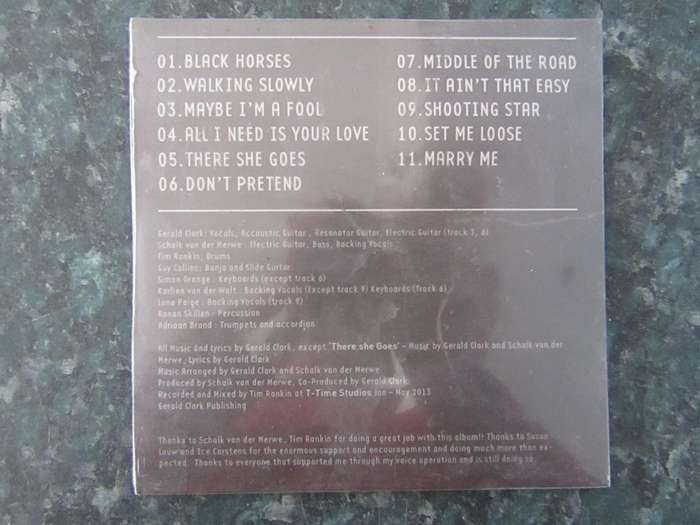 01.BLACK HORSES
02.WALKING SLOWLY
03.MAYBE I'M A FOOL
04.ALL I NEED IS YOUR LOVE
05.THERE SHE GOES
06.DON'T PRETEND
07.MIDDLE OF THE ROAD
08.IT AIN'T THAT EASY
09.SHOOTING STAR
10.SET ME LOOSE
11.MARRY ME
Gerald Clark: Vocals, Accoustic Guitar, Resonator Guitar, Electric Guitar (track 3, 6)
Schalk van der Merwe : Electric Guitar, Bass, Backing Vocals
Tim Rankin: Drums
Guy Collins: Banjo and Slide Guitar
Simon Orange : Keyboards (except track 6)
Karlien van der Walt : Backing Vocals (Except track 9) Keyboards (Track 6)
Lana Paige : Backing Vocals (track 9)
Ronan Skillen : Percussion
Adriaan Brand : Trumpets and accordion
All Music and Lyrics by Gerald Clark, except 'There she Goes' - Music by Gerald Clark and Schalk van der
Merwe, Lyrics by Gerald Clark
Music Arranged by Gerald Clark and Schalk van der Merwe
Produced by Schalk van der Merwe, Co-Produced by Gerald Clark
Recorded and Mixed by Tim Rankin at T-Time Studios Jan - May 2013
Gerald Clark Publishing
Thanks to Schalk van der Merwe, Tim Rankin for doing a great job with this album!! Thanks to Susan
Louw and Ice Carstens for the enormous support and encouragement and doing much more than ex-
pected. Thanks to everyone that supported me through my voice operation and is still doing so.